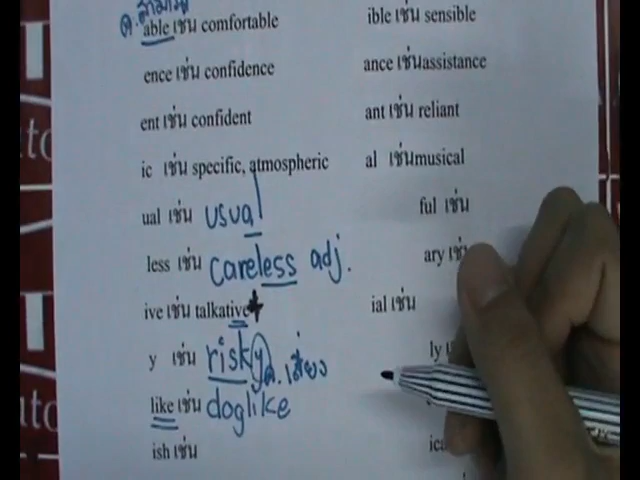 able เช่น comfortable
ible เช่น sensible
ence เช่น confidence
ance เช่นassistance
ent เช่น confident
ant เช่น reliant
ic เช่น specific, atmospheric
al เช่นmusical
ual เช่น usual
ful เช่น
less เช่น careless adj.
ary
ive เช่น talkative
ial เช่น
y เช่น risky
ly
like เช่น doglike
ish เช่น